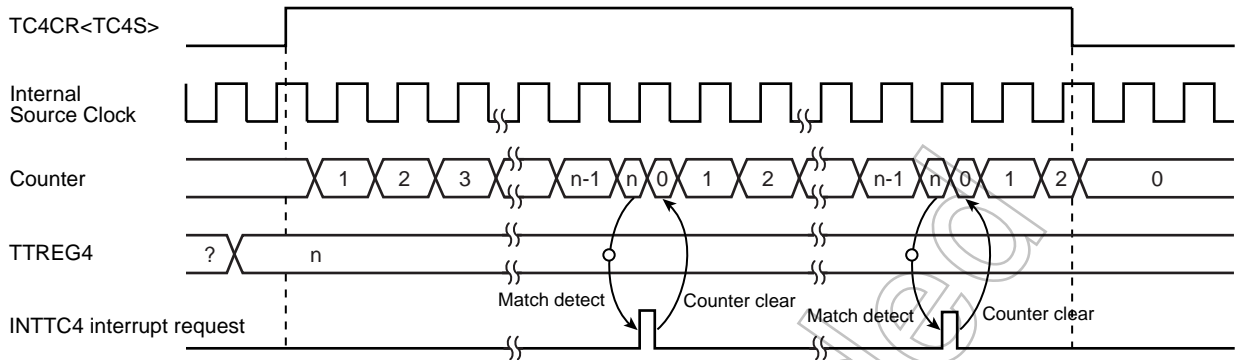 TC4CR<TC4S>
Internal
Source Clock
Counter 1 2 3 n-1 n 0 1 2 n-1 n 0 1 2 0
TTREG4 ? n
Match detect Counter clear Match detect Counter clear
INTTC4 interrupt request